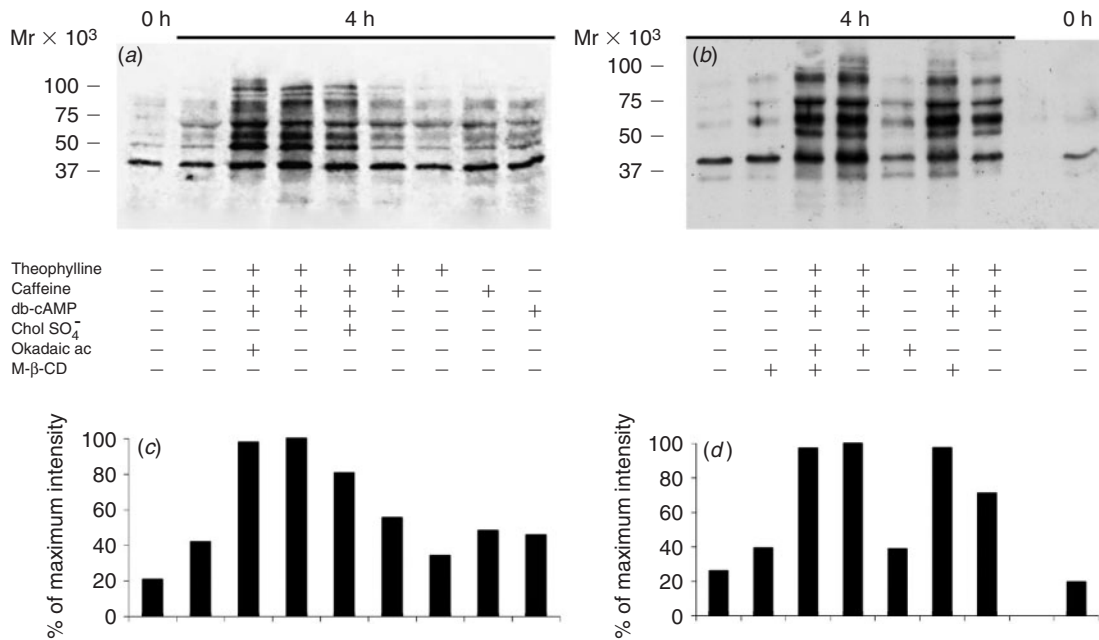 0 h 4 h
Mr × 10³ (a)
100 –
75 –
50 –
37 –
4 h 0 h
Mr × 10³ (b)
100 –
75 –
50 –
37 –
Theophylline – – + + + + + – – – – + + – + + –
Caffeine – – + + + + – + – – – + + – + + –
db-cAMP – – + + + – – – + – – + + – + + –
Chol SO₄⁻ – – – – + – – – – – – – – – – – –
Okadaic ac – – + – – – – – – – – + + + – – –
M-β-CD – – – – – – – – – – + + – – + – –
% of maximum intensity
(c)
100
80
60
40
20
0
% of maximum intensity
(d)
100
80
60
40
20
0